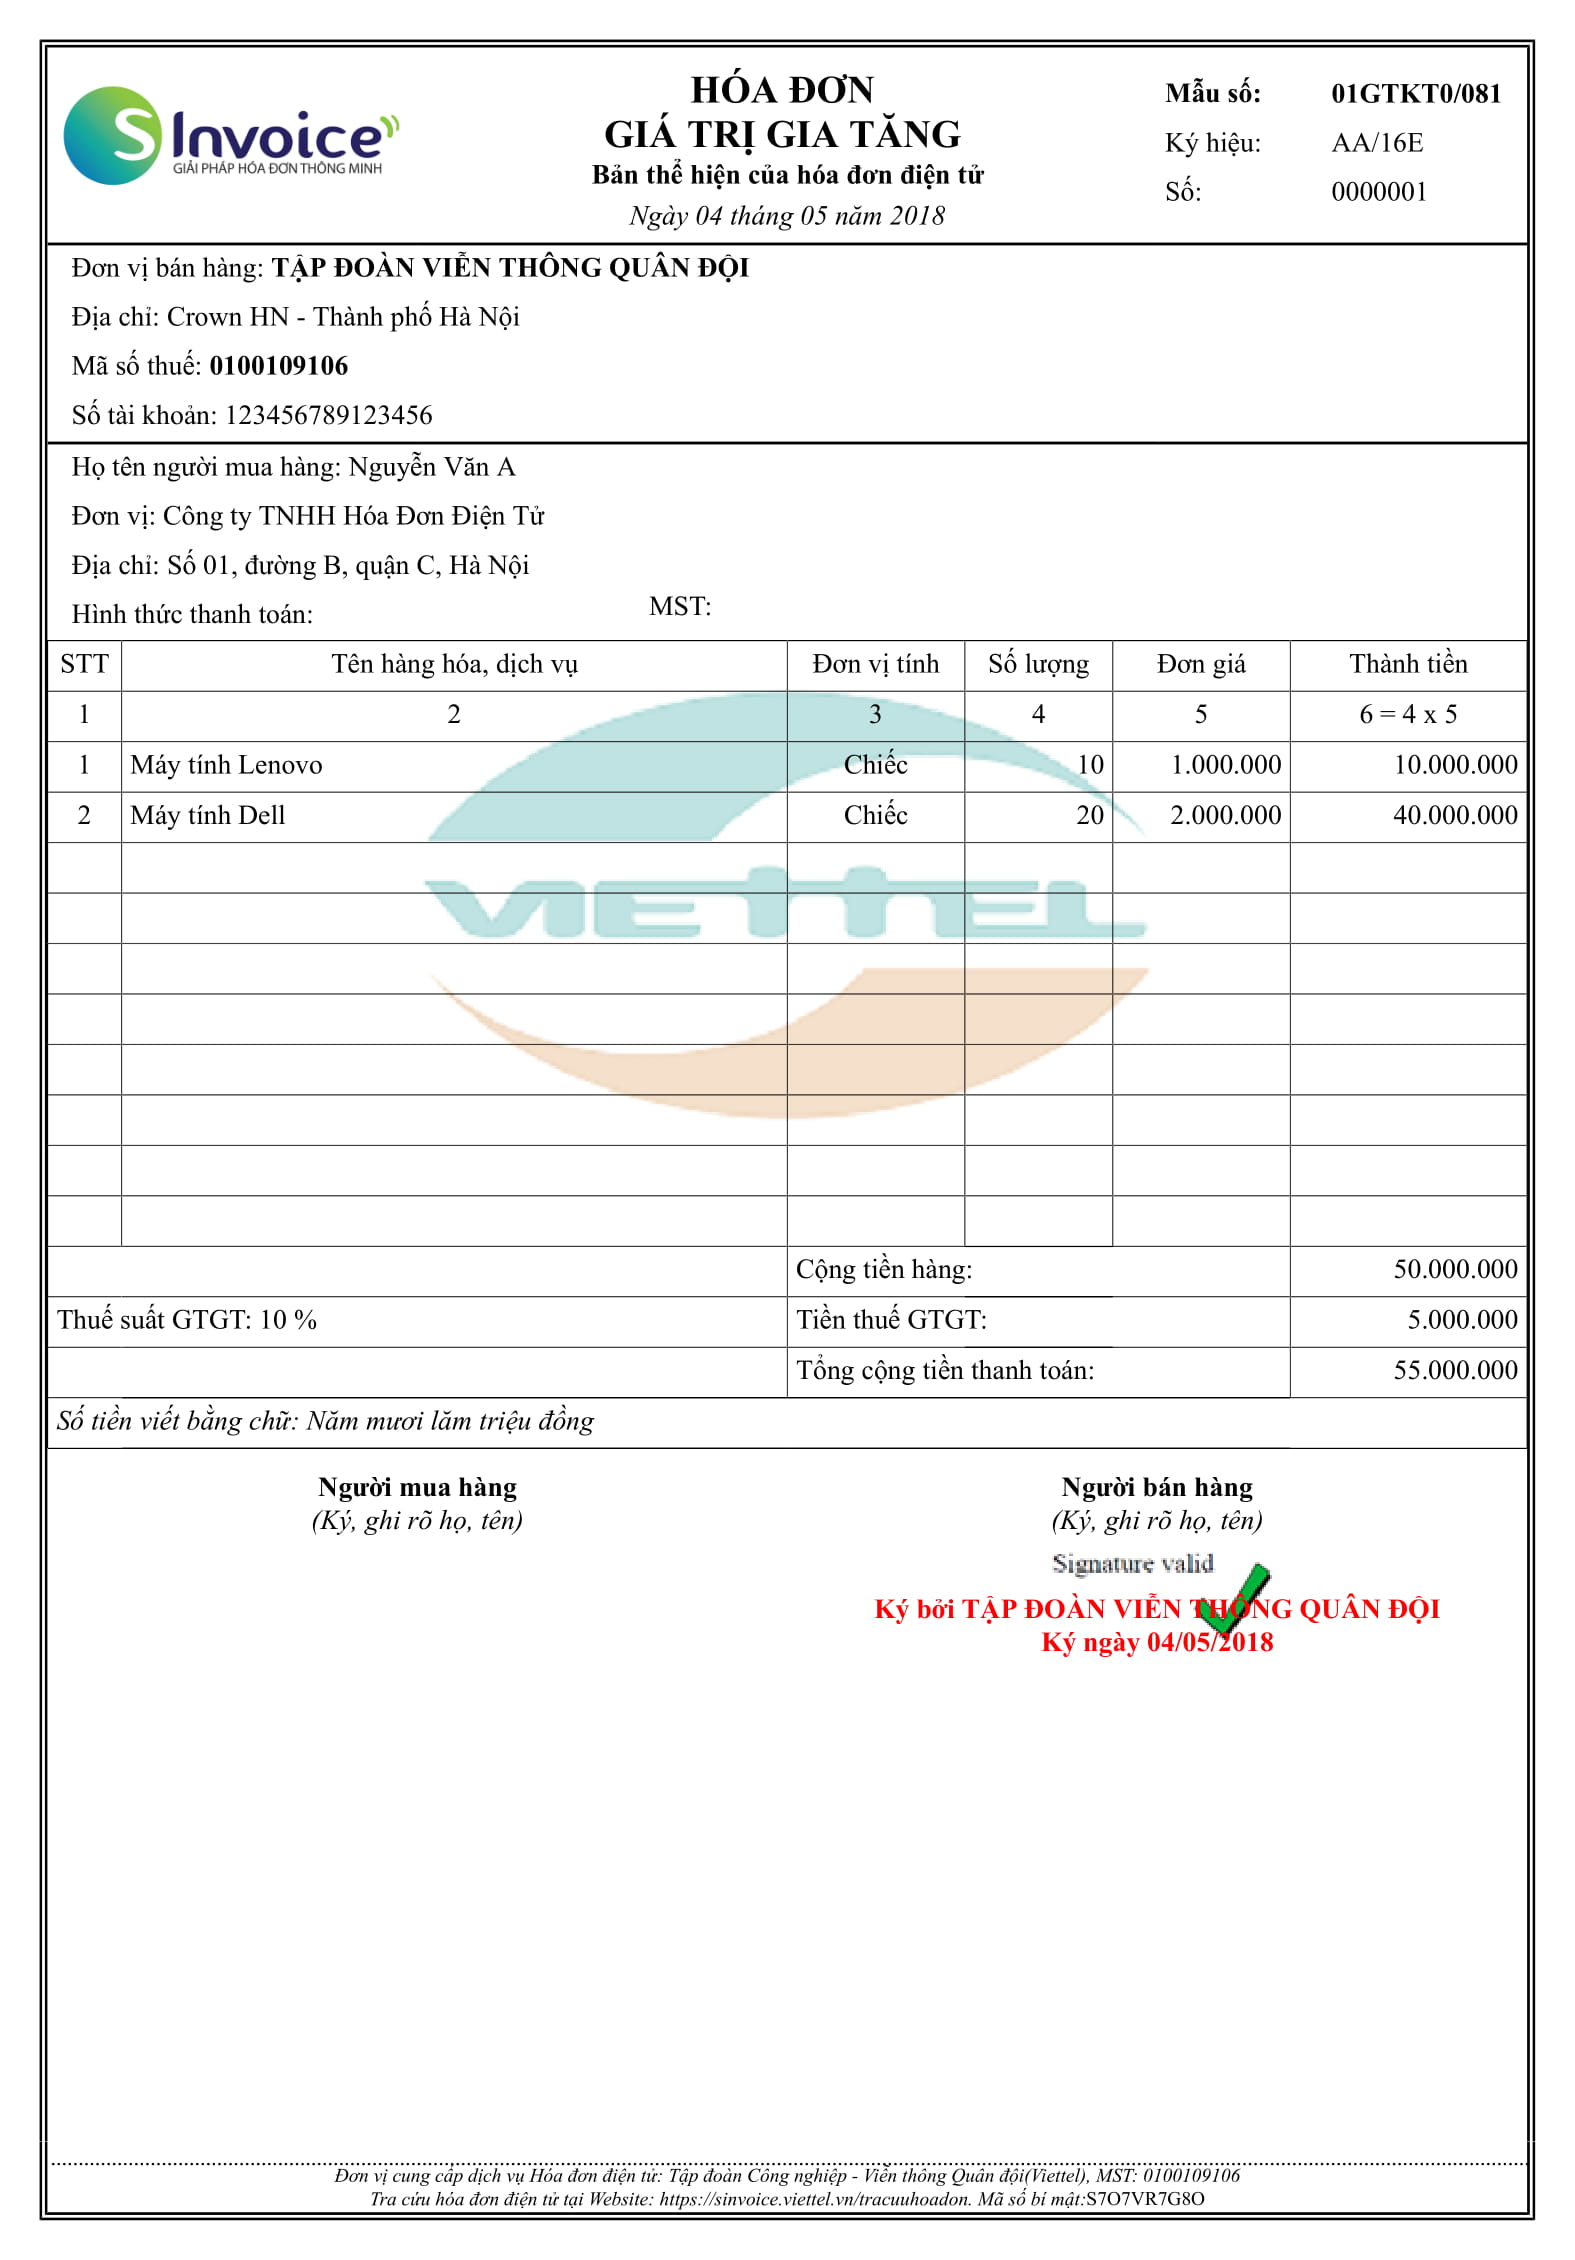 S Invoice
GIẢI PHÁP HÓA ĐƠN THÔNG MINH
HÓA ĐƠN
GIÁ TRỊ GIA TĂNG
Bản thể hiện của hóa đơn điện tử
Ngày 04 tháng 05 năm 2018
Mẫu số: 01GTKT0/081
Ký hiệu: AA/16E
Số: 0000001
Đơn vị bán hàng: TẬP ĐOÀN VIỄN THÔNG QUÂN ĐỘI
Địa chỉ: Crown HN - Thành phố Hà Nội
Mã số thuế: 0100109106
Số tài khoản: 123456789123456
Họ tên người mua hàng: Nguyễn Văn A
Đơn vị: Công ty TNHH Hóa Đơn Điện Tử
Địa chỉ: Số 01, đường B, quận C, Hà Nội
Hình thức thanh toán: MST:
STT Tên hàng hóa, dịch vụ Đơn vị tính Số lượng Đơn giá Thành tiền
1 2 3 4 5 6 = 4 x 5
1 Máy tính Lenovo Chiếc 10 1.000.000 10.000.000
2 Máy tính Dell Chiếc 20 2.000.000 40.000.000
VIETTEL
Cộng tiền hàng: 50.000.000
Thuế suất GTGT: 10 % Tiền thuế GTGT: 5.000.000
Tổng cộng tiền thanh toán: 55.000.000
Số tiền viết bằng chữ: Năm mươi lăm triệu đồng
Người mua hàng Người bán hàng
(Ký, ghi rõ họ, tên) (Ký, ghi rõ họ, tên)
Signature valid
Ký bởi TẬP ĐOÀN VIỄN THÔNG QUÂN ĐỘI
Ký ngày 04/05/2018
Đơn vị cung cấp dịch vụ Hóa đơn điện tử: Tập đoàn Công nghiệp - Viễn thông Quân đội(Viettel), MST: 0100109106
Tra cứu hóa đơn điện tử tại Website: https://sinvoice.viettel.vn/tracuuhoadon. Mã số bí mật:S7O7VR7G8O